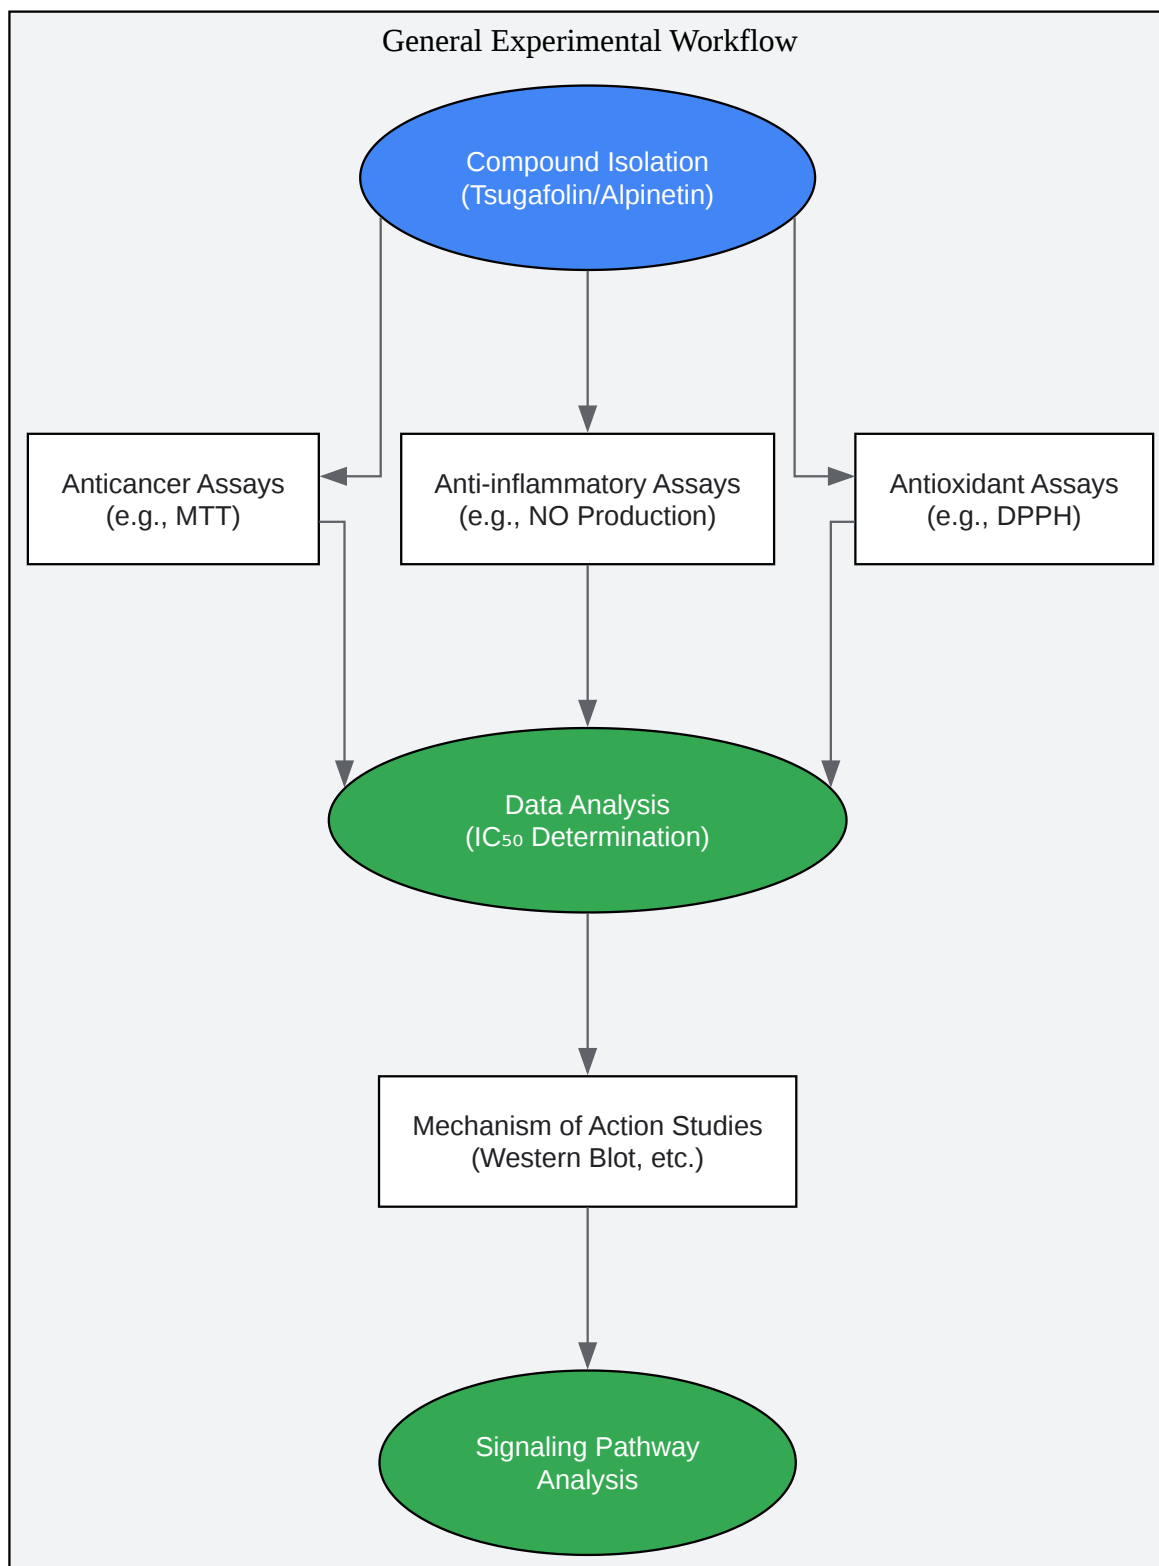 General Experimental Workflow
Compound Isolation
(Tsugafolin/Alpinetin)
Anticancer Assays
(e.g., MTT)
Anti-inflammatory Assays
(e.g., NO Production)
Antioxidant Assays
(e.g., DPPH)
Data Analysis
(IC₅₀ Determination)
Mechanism of Action Studies
(Western Blot, etc.)
Signaling Pathway
Analysis